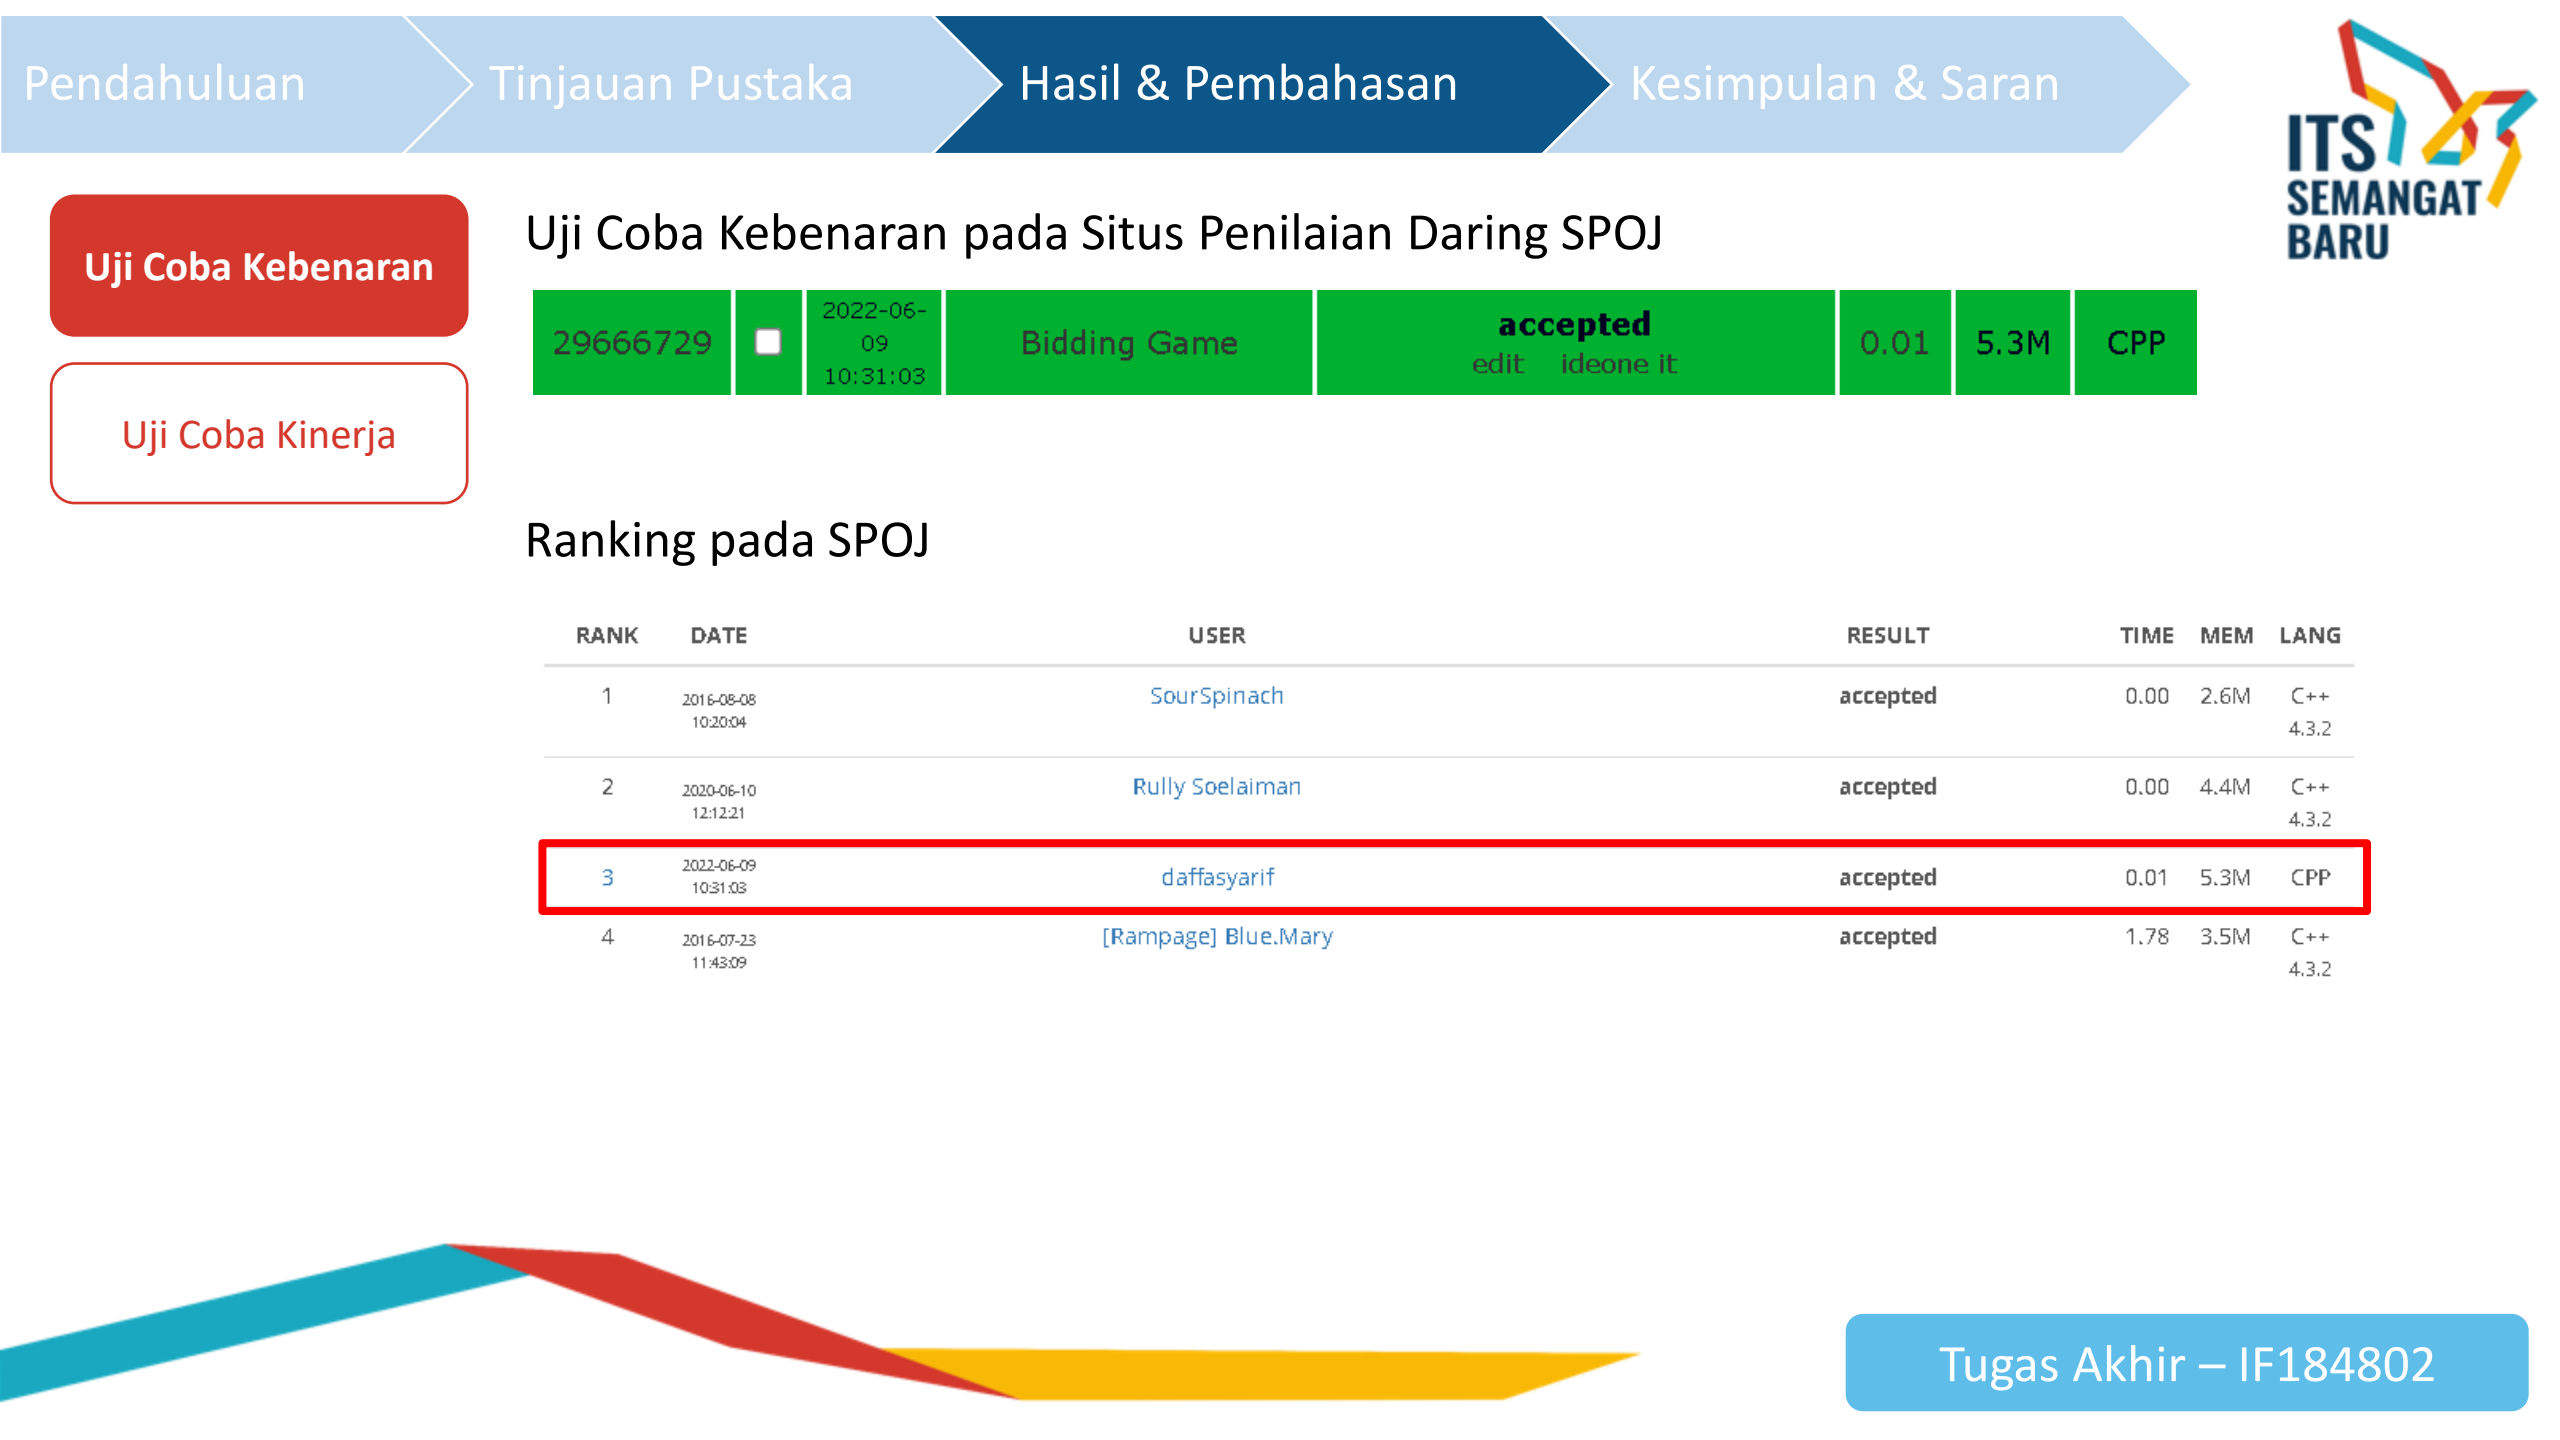 Pendahuluan
Tinjauan Pustaka
Hasil & Pembahasan
Kesimpulan & Saran
ITS
SEMANGAT
BARU
Uji Coba Kebenaran
Uji Coba Kinerja
Uji Coba Kebenaran pada Situs Penilaian Daring SPOJ
29666729 2022-06-09 10:31:03 Bidding Game accepted edit ideone it 0.01 5.3M CPP
Ranking pada SPOJ
RANK DATE USER RESULT TIME MEM LANG
1 2016-08-08 10:20:04 SourSpinach accepted 0.00 2.6M C++ 4.3.2
2 2020-06-10 12:12:21 Rully Soelaiman accepted 0.00 4.4M C++ 4.3.2
3 2022-06-09 10:31:03 daffasyarif accepted 0.01 5.3M CPP
4 2016-07-23 11:43:09 [Rampage] Blue.Mary accepted 1.78 3.5M C++ 4.3.2
Tugas Akhir – IF184802